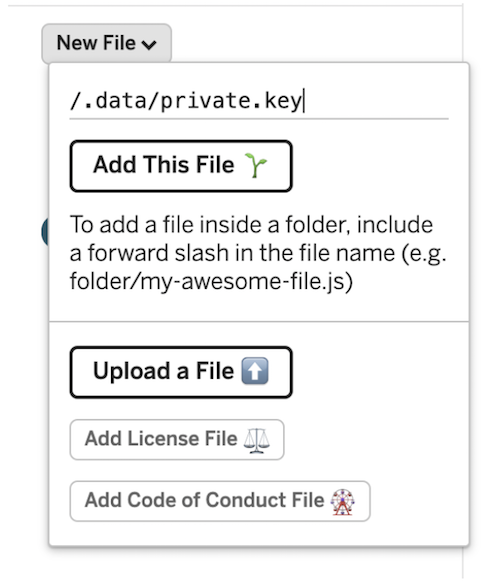 New File
/.data/private.key
Add This File
To add a file inside a folder, include
a forward slash in the file name (e.g.
folder/my-awesome-file.js)
Upload a File
Add License File
Add Code of Conduct File